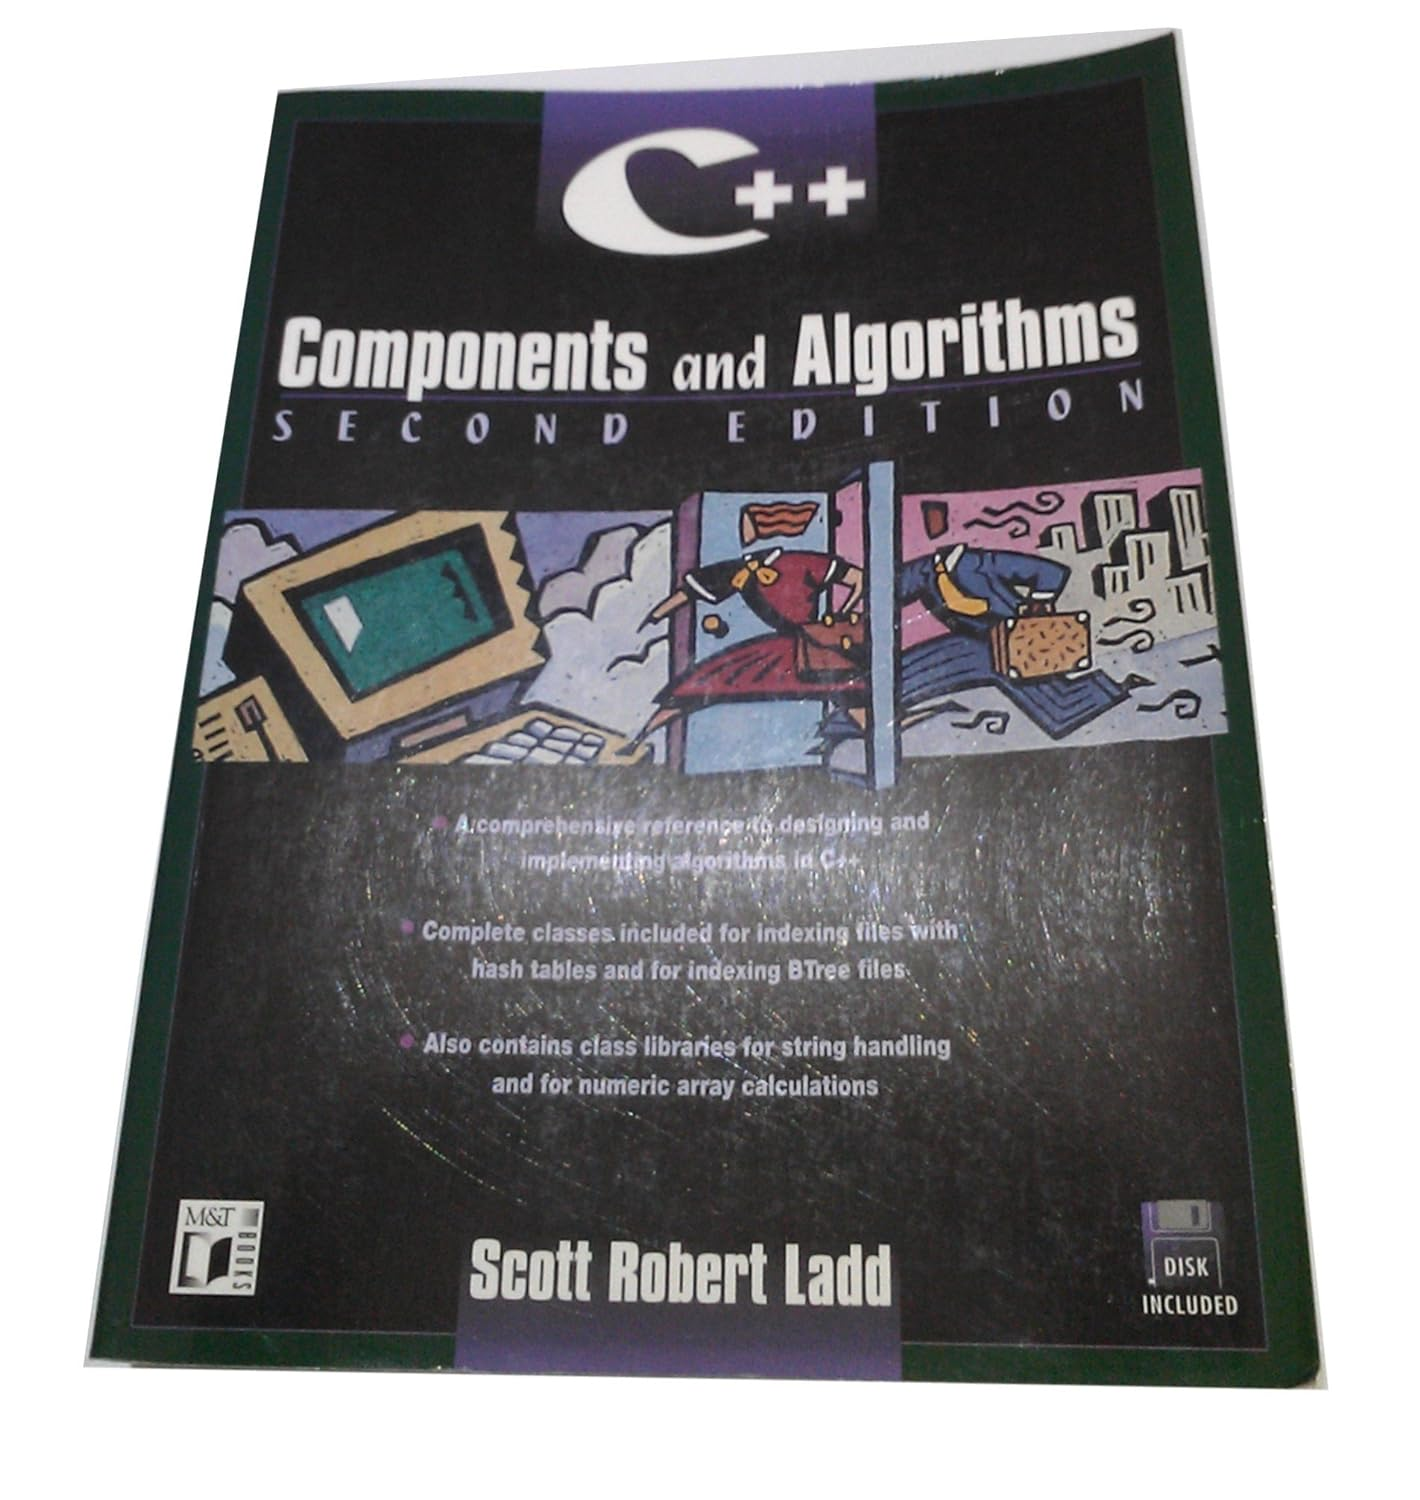 C++
Components and Algorithms
SECOND EDITION
• A comprehensive reference to designing and
implementing algorithms in C++
• Complete classes included for indexing files with
hash tables and for indexing BTree files
• Also contains class libraries for string handling
and for numeric array calculations
M&T
BOOKS
Scott Robert Ladd
DISK
INCLUDED